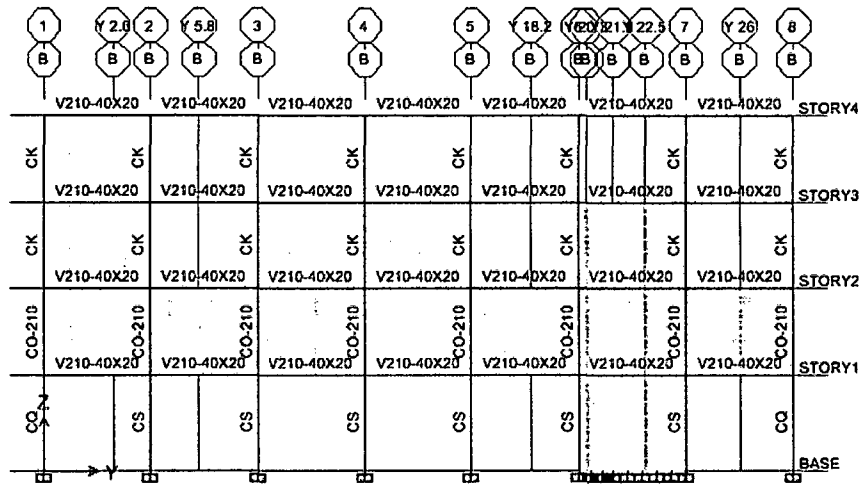 1 Y 2.0 2 Y 5.8 3 4 5 Y 18.2 Y 22.5 7 Y 26 8
B B B B B B B B B B B B B B
V210-40X20 V210-40X20 V210-40X20 V210-40X20 V210-40X20 V210-40X20 V210-40X20 STORY4
CK CK CK CK CK CK CK CK
V210-40X20 V210-40X20 V210-40X20 V210-40X20 V210-40X20 V210-40X20 V210-40X20 STORY3
CK CK CK CK CK CK CK CK
V210-40X20 V210-40X20 V210-40X20 V210-40X20 V210-40X20 V210-40X20 V210-40X20 STORY2
CO-210 CO-210 CO-210 CO-210 CO-210 CO-210 CO-210 CO-210
V210-40X20 V210-40X20 V210-40X20 V210-40X20 V210-40X20 V210-40X20 V210-40X20 STORY1
Z
CQ CS CS CS CS CS CS CQ
Y
BASE